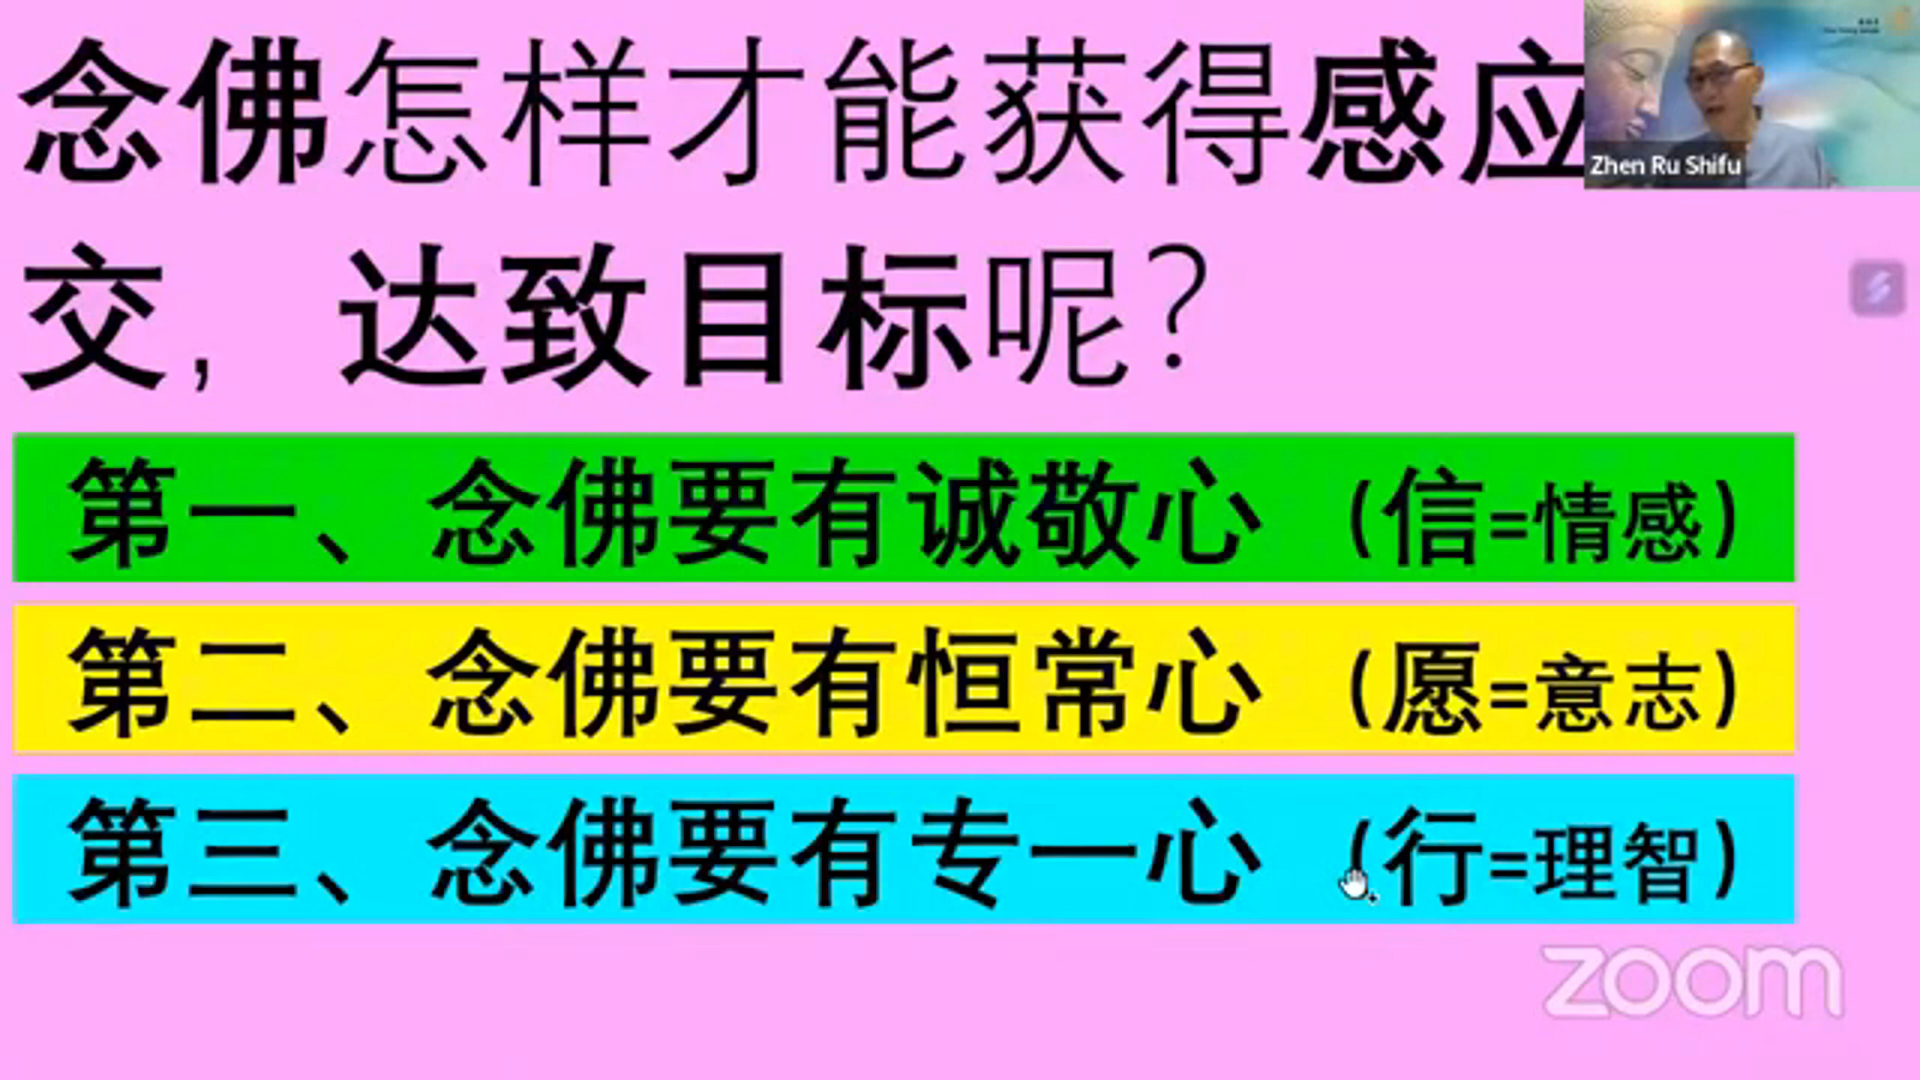 念佛怎样才能获得感应
交，达致目标呢？
第一、念佛要有诚敬心（信=情感）
第二、念佛要有恒常心（愿=意志）
第三、念佛要有专一心（行=理智）
Zhen Ru Shifu
zoom